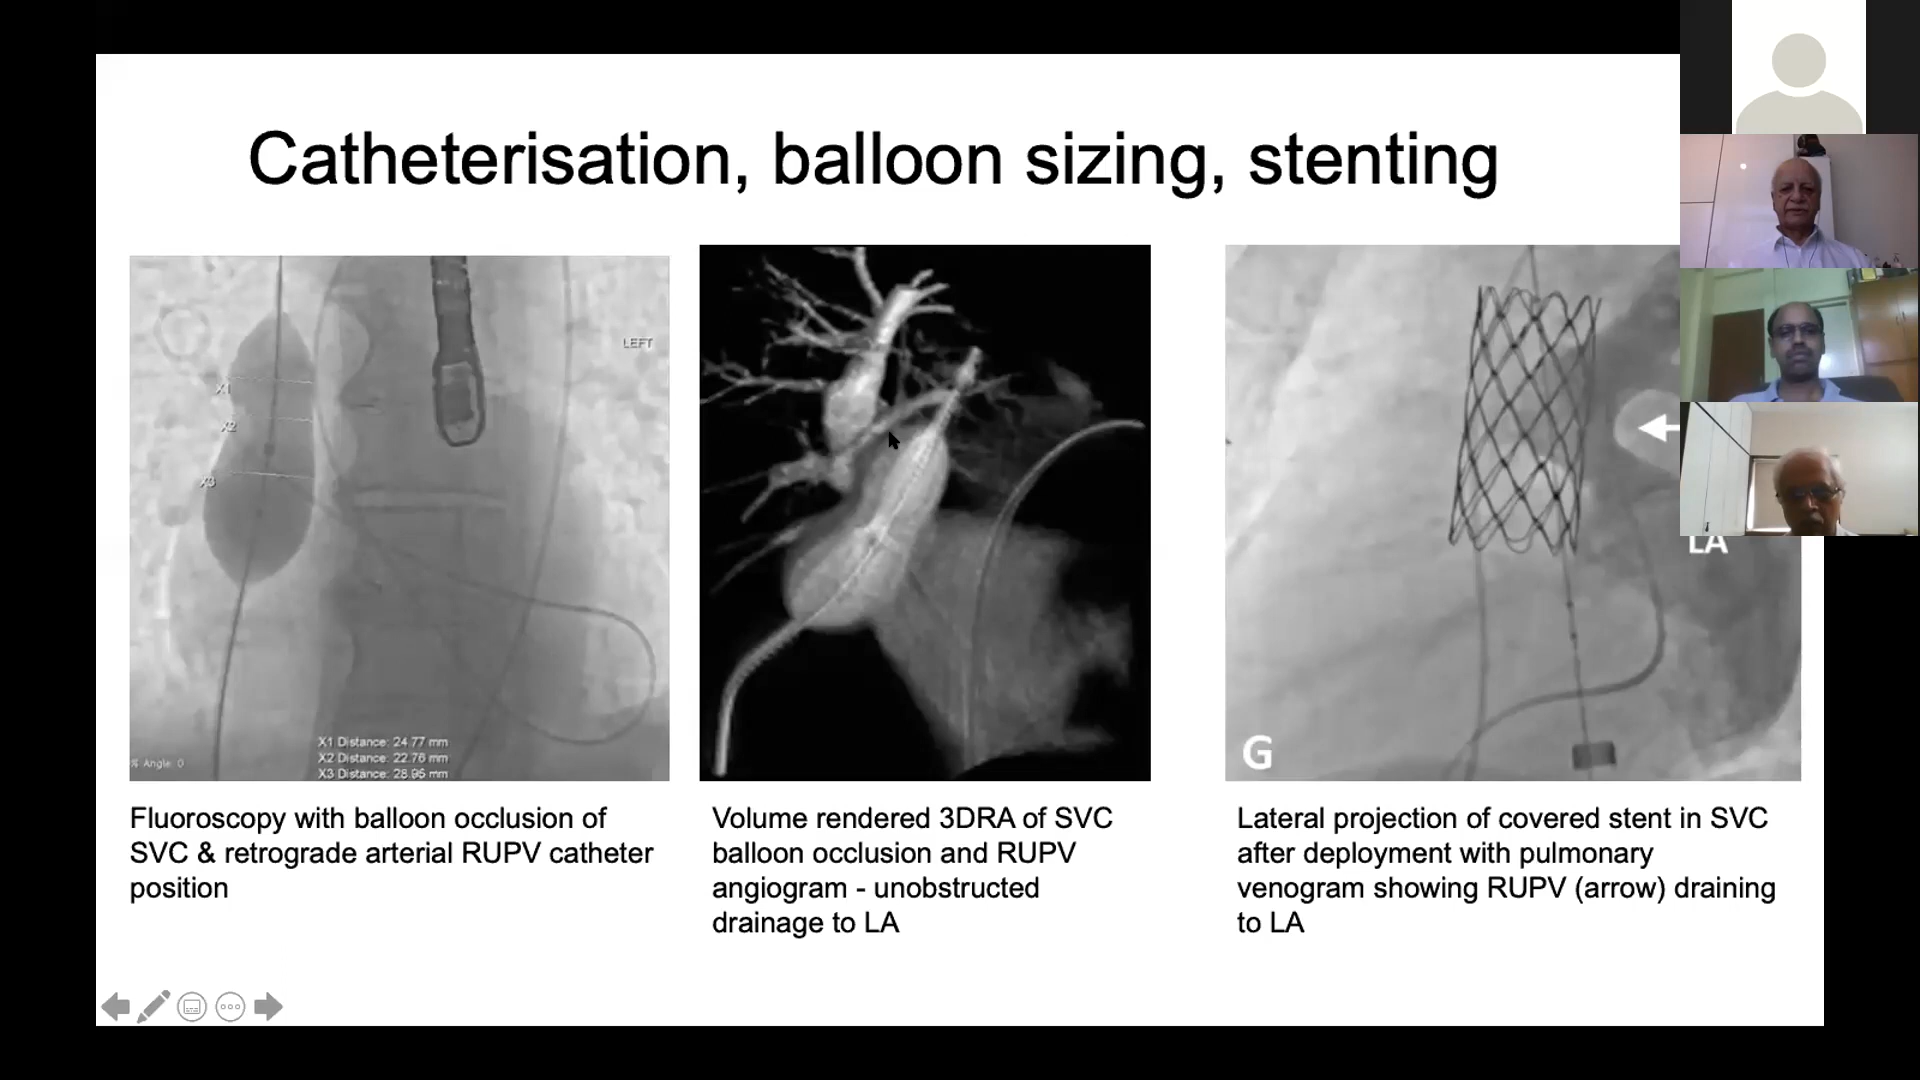 Catheterisation, balloon sizing, stenting
LEFT
X1
X2
X3
X1 Distance: 24.77 mm
X2 Distance: 22.76 mm
X3 Distance: 28.95 mm
% Angle: 0
LA
G
Fluoroscopy with balloon occlusion of
SVC & retrograde arterial RUPV catheter
position
Volume rendered 3DRA of SVC
balloon occlusion and RUPV
angiogram - unobstructed
drainage to LA
Lateral projection of covered stent in SVC
after deployment with pulmonary
venogram showing RUPV (arrow) draining
to LA